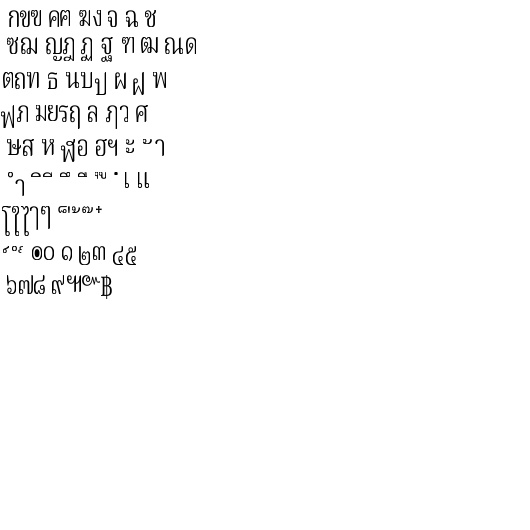 กขฃ คฅ ฆง จ ฉ ช
ซฌ ญฎ ฏ ฐ ฑ ฒ ณด
ตถท ธ นบป ผ ฝ พ
ฟภ มยรฤ ล ฦว ศ
ษส ห ฬอ ฮฯ ะ ั า
ำ ิ ี ึ ื ุ ู ฺ เ แ
โใไๅๆ ็ ่ ้ ๊ ๋
์ ํ ๎ ๏๐ ๑ ๒๓ ๔๕
๖๗๘ ๙๚๛฿